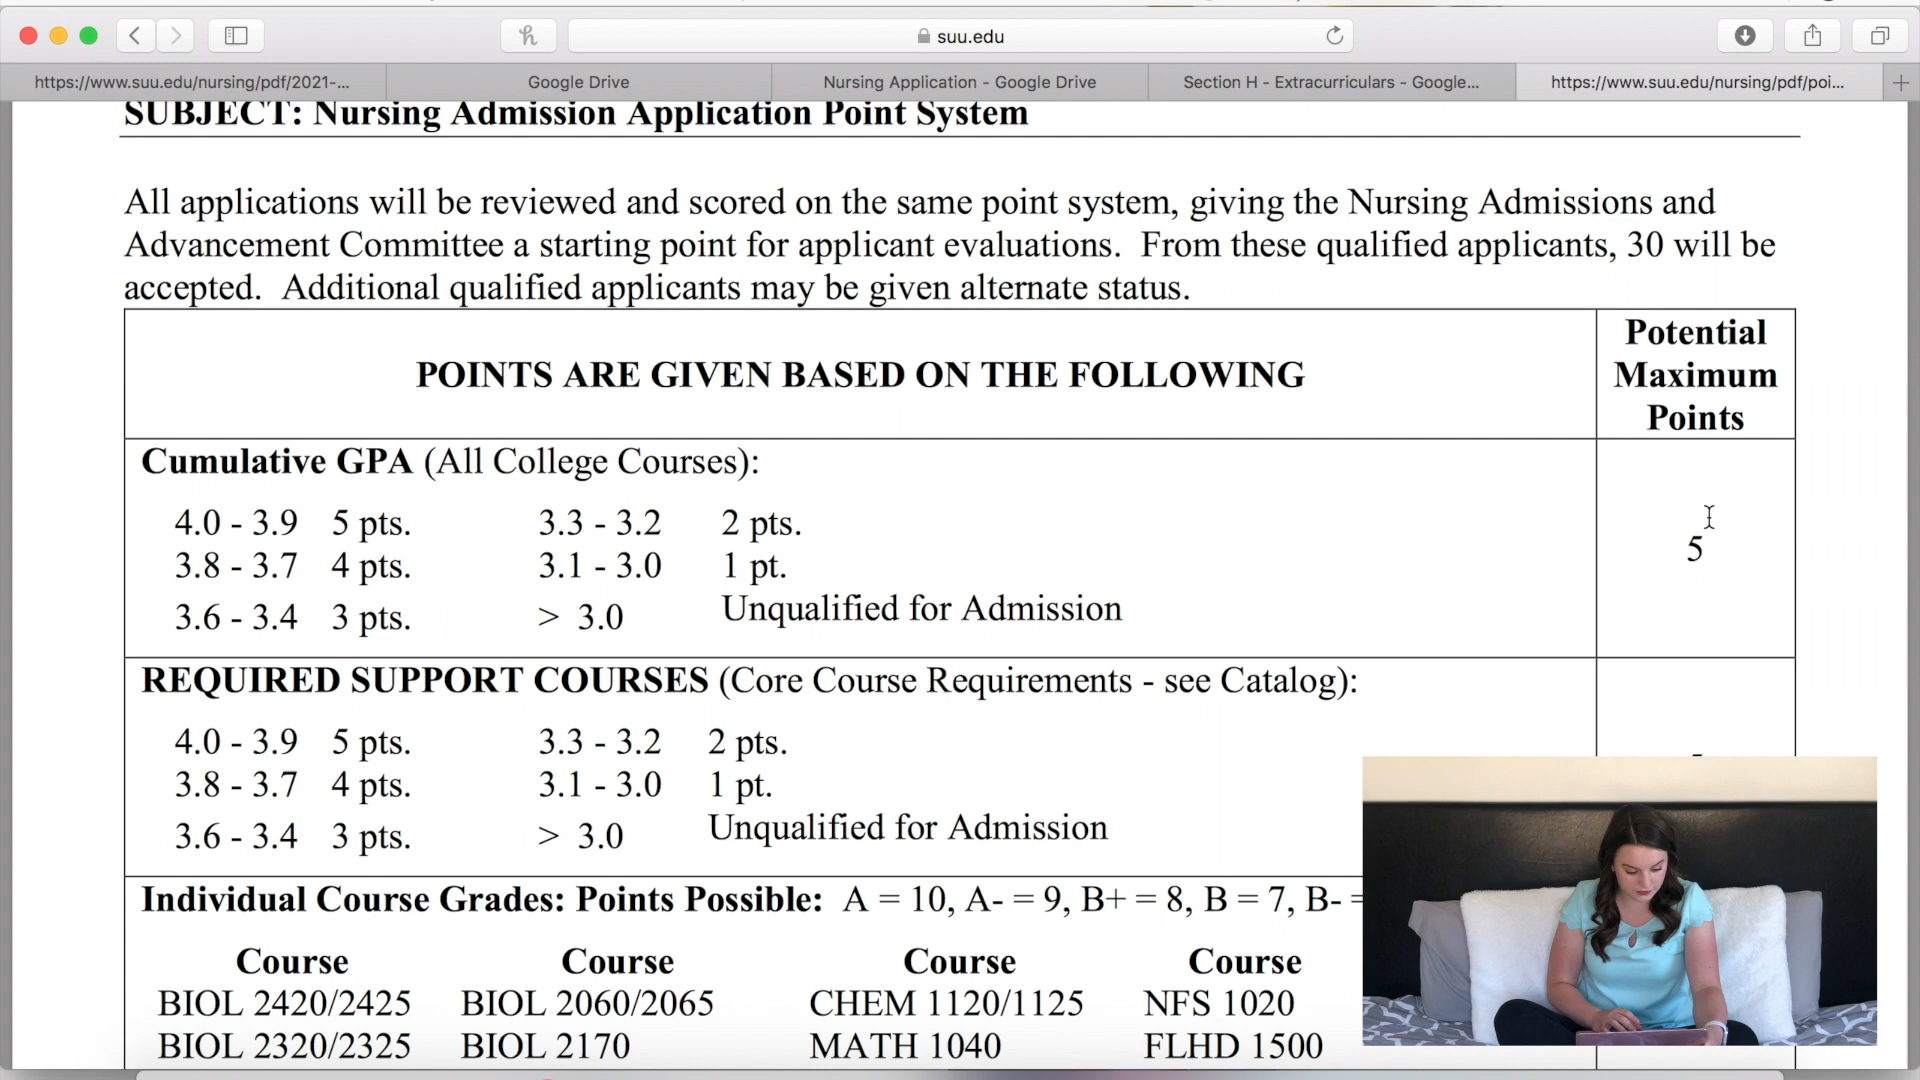 suu.edu
https://www.suu.edu/nursing/pdf/2021-...
Google Drive
Nursing Application - Google Drive
Section H - Extracurriculars - Google...
https://www.suu.edu/nursing/pdf/poi...
SUBJECT: Nursing Admission Application Point System
All applications will be reviewed and scored on the same point system, giving the Nursing Admissions and
Advancement Committee a starting point for applicant evaluations. From these qualified applicants, 30 will be
accepted. Additional qualified applicants may be given alternate status.
POINTS ARE GIVEN BASED ON THE FOLLOWING
Potential
Maximum
Points
Cumulative GPA (All College Courses):
4.0 - 3.9 5 pts. 3.3 - 3.2 2 pts.
3.8 - 3.7 4 pts. 3.1 - 3.0 1 pt.
3.6 - 3.4 3 pts. > 3.0 Unqualified for Admission
5
REQUIRED SUPPORT COURSES (Core Course Requirements - see Catalog):
4.0 - 3.9 5 pts. 3.3 - 3.2 2 pts.
3.8 - 3.7 4 pts. 3.1 - 3.0 1 pt.
3.6 - 3.4 3 pts. > 3.0 Unqualified for Admission
Individual Course Grades: Points Possible: A = 10, A- = 9, B+ = 8, B = 7, B- =
Course Course Course Course
BIOL 2420/2425 BIOL 2060/2065 CHEM 1120/1125 NFS 1020
BIOL 2320/2325 BIOL 2170 MATH 1040 FLHD 1500